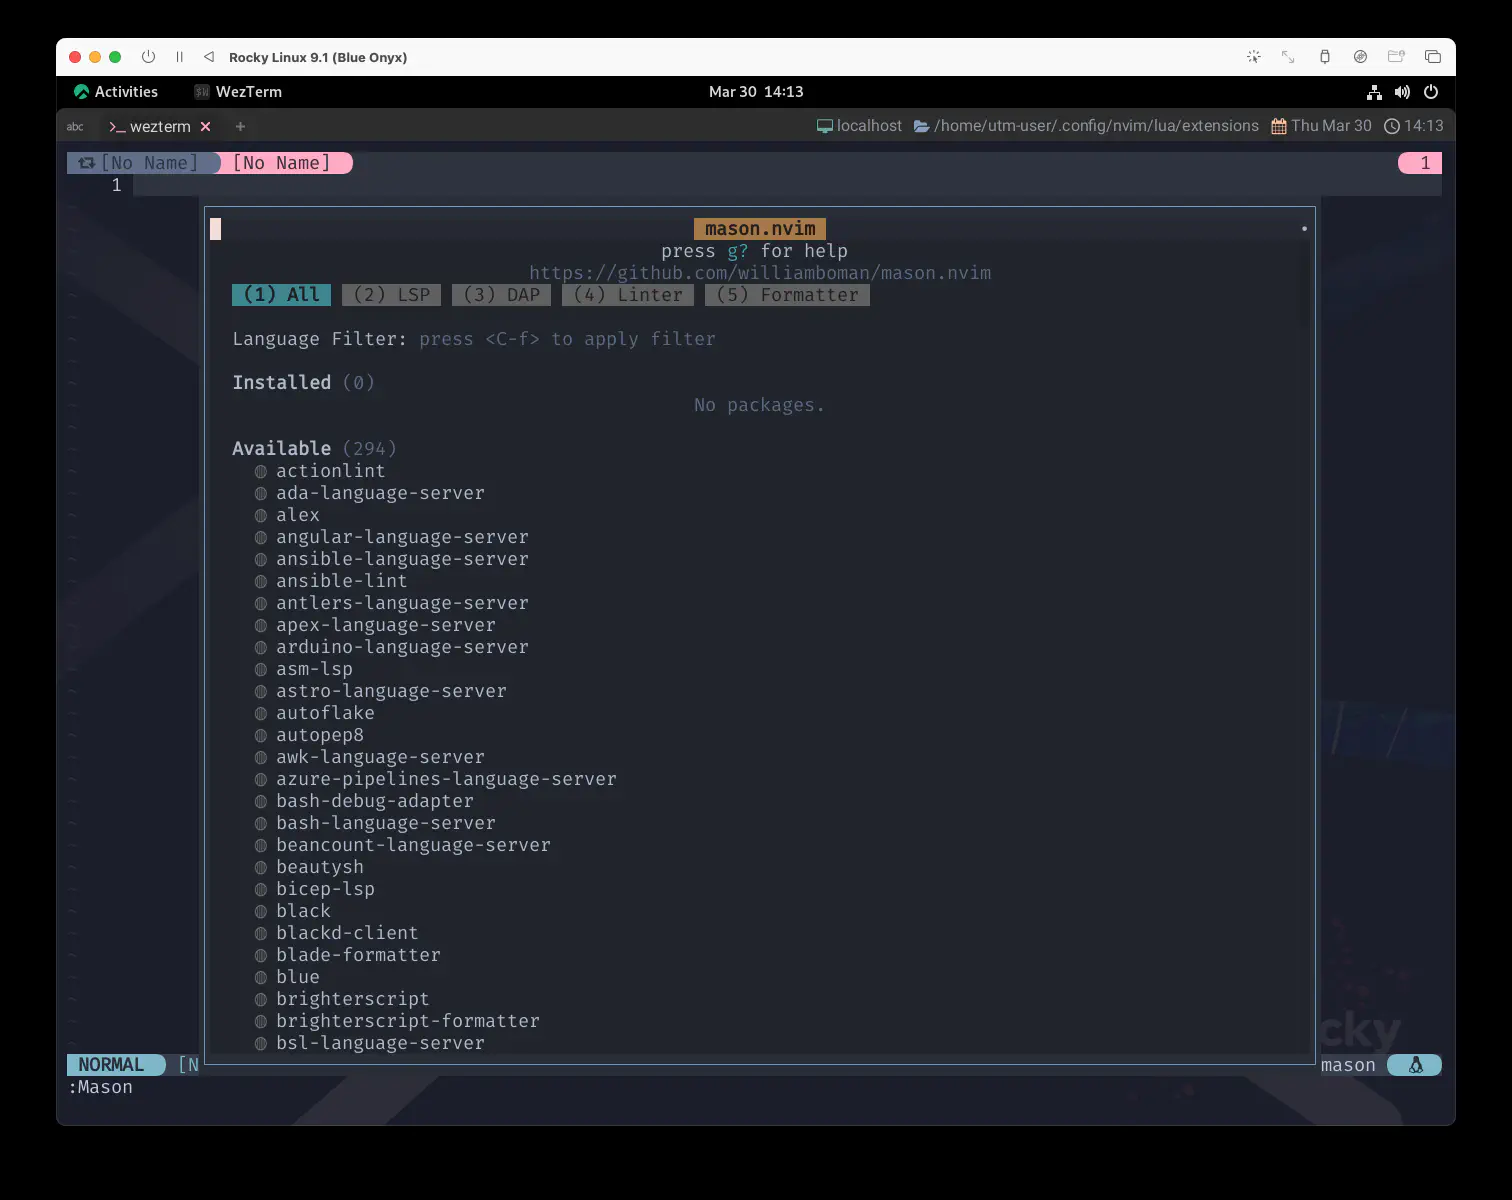 Rocky Linux 9.1 (Blue Onyx)
Activities WezTerm Mar 30 14:13
abc >_ wezterm × + localhost /home/utm-user/.config/nvim/lua/extensions Thu Mar 30 14:13
[No Name] [No Name] 1
1
mason.nvim
press g? for help
https://github.com/williamboman/mason.nvim
(1) All (2) LSP (3) DAP (4) Linter (5) Formatter
Language Filter: press <C-f> to apply filter
Installed (0)
No packages.
Available (294)
actionlint
ada-language-server
alex
angular-language-server
ansible-language-server
ansible-lint
antlers-language-server
apex-language-server
arduino-language-server
asm-lsp
astro-language-server
autoflake
autopep8
awk-language-server
azure-pipelines-language-server
bash-debug-adapter
bash-language-server
beancount-language-server
beautysh
bicep-lsp
black
blackd-client
blade-formatter
blue
brighterscript
brighterscript-formatter
bsl-language-server
cky
NORMAL [N mason
:Mason